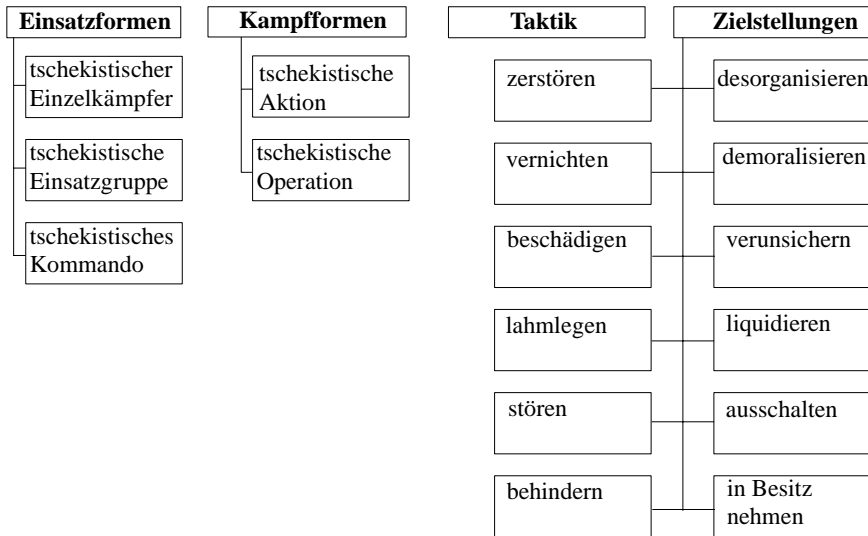 Einsatzformen
tschekistischer
Einzelkämpfer
tschekistische
Einsatzgruppe
tschekistisches
Kommando
Kampfformen
tschekistische
Aktion
tschekistische
Operation
Taktik
zerstören
vernichten
beschädigen
lahmlegen
stören
behindern
Zielstellungen
desorganisieren
demoralisieren
verunsichern
liquidieren
ausschalten
in Besitz
nehmen